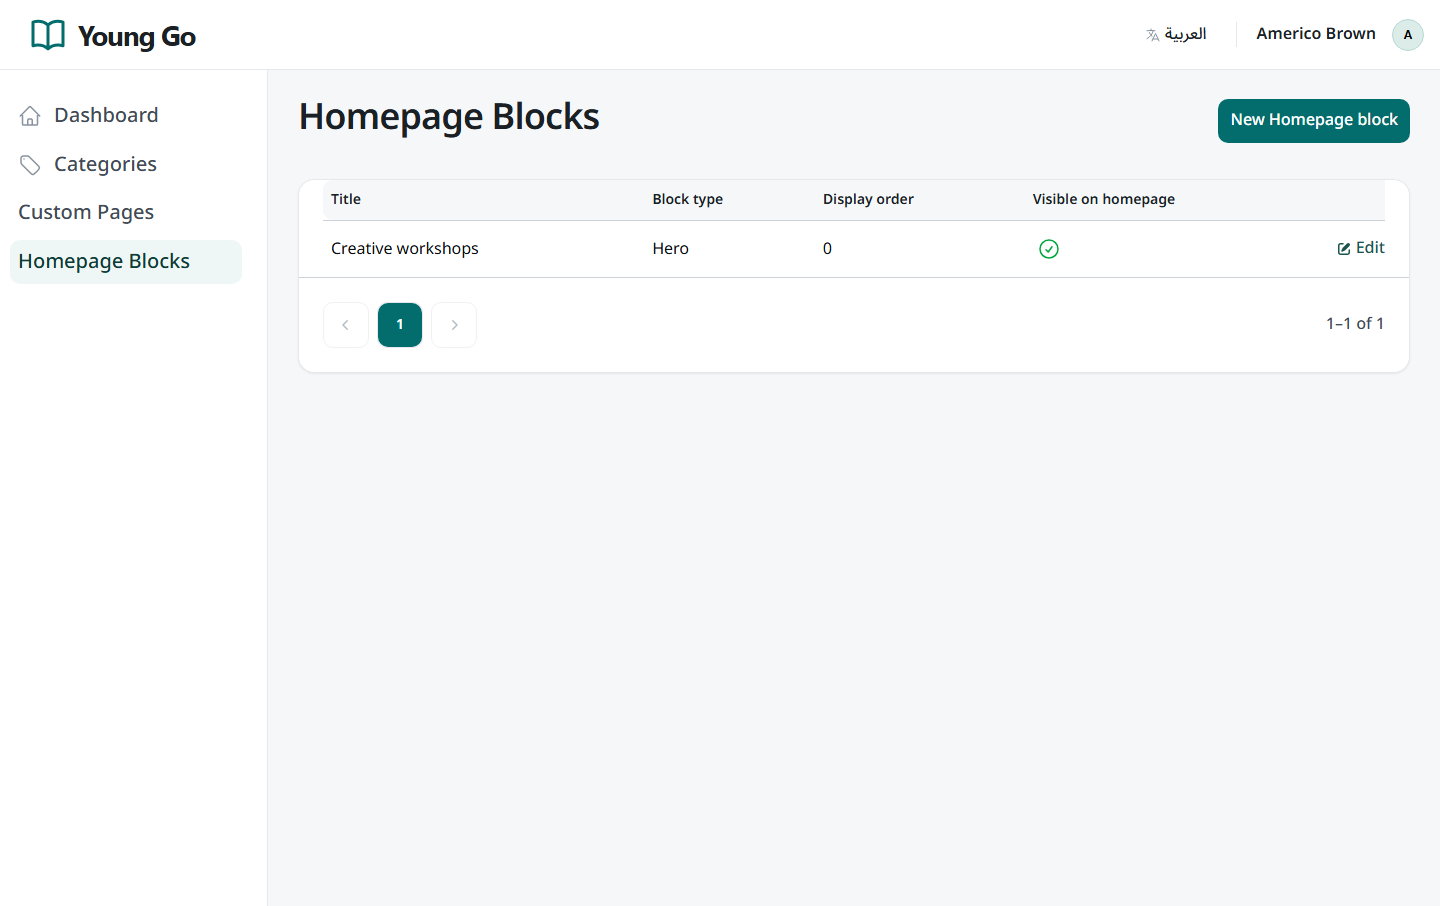 Young Go
العربية
Americo Brown
A
Dashboard
Categories
Custom Pages
Homepage Blocks
Homepage Blocks
New Homepage block
Title Block type Display order Visible on homepage
Creative workshops Hero 0 Edit
1
1–1 of 1